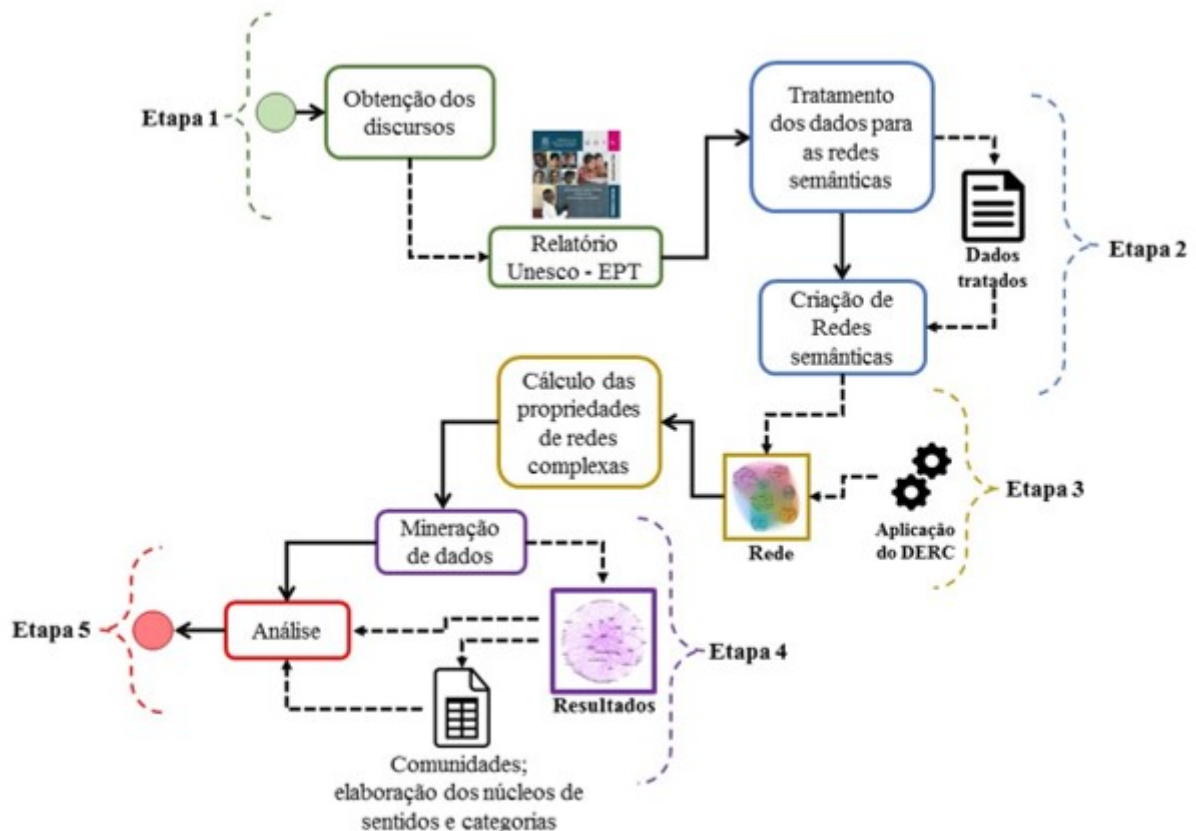 Etapa 1
Obtenção dos
discursos
Relatório
Unesco - EPT
Tratamento
dos dados para
as redes
semânticas
Dados
tratados
Etapa 2
Criação de
Redes
semânticas
Cálculo das
propriedades
de redes
complexas
Rede
Aplicação
do DERC
Etapa 3
Mineração
de dados
Resultados
Etapa 4
Comunidades;
elaboração dos núcleos de
sentidos e categorias
Análise
Etapa 5